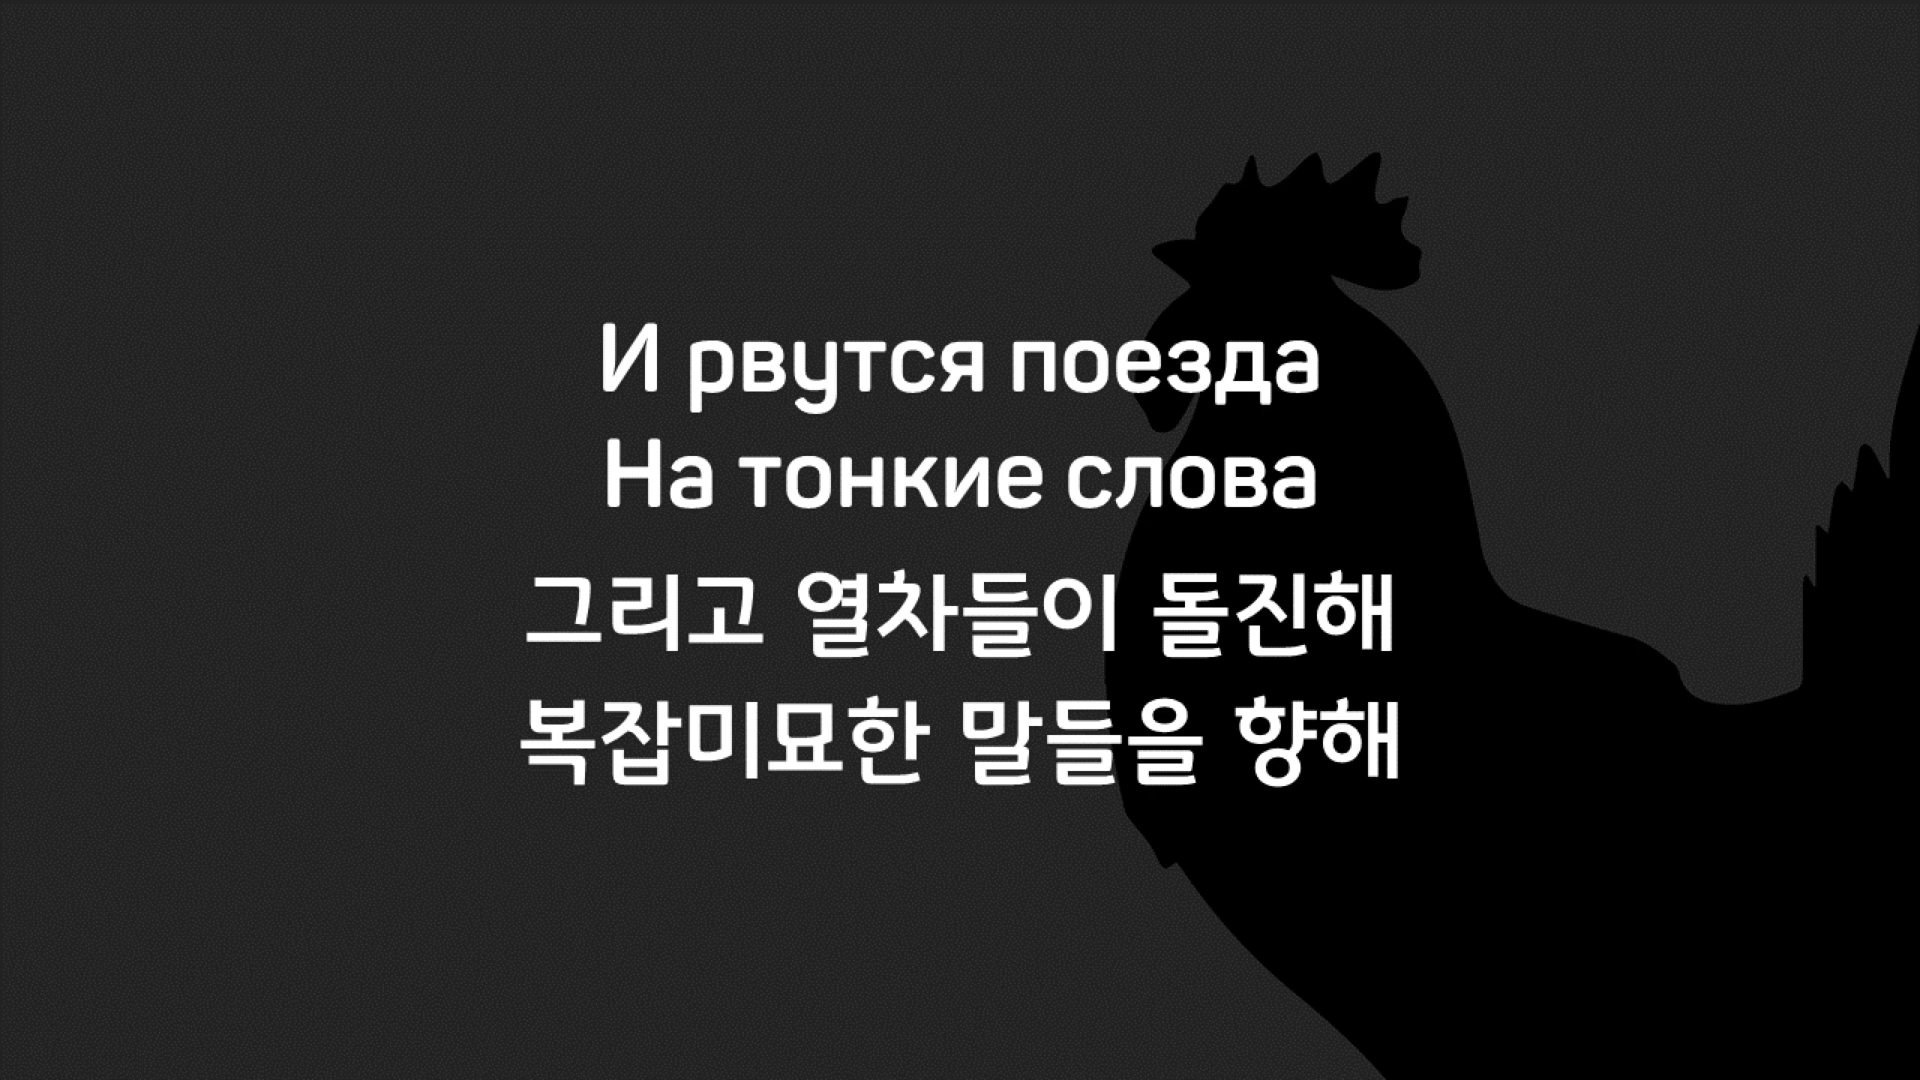 И рвутся поезда
На тонкие слова
그리고 열차들이 돌진해
복잡미묘한 말들을 향해